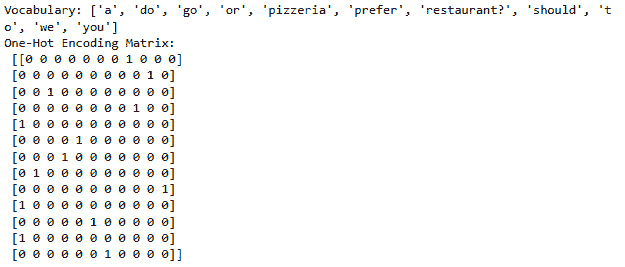 Vocabulary: ['a', 'do', 'go', 'or', 'pizzeria', 'prefer', 'restaurant?', 'should', 't
o', 'we', 'you']
One-Hot Encoding Matrix:
[[0 0 0 0 0 0 0 1 0 0 0]
[0 0 0 0 0 0 0 0 0 1 0]
[0 0 1 0 0 0 0 0 0 0 0]
[0 0 0 0 0 0 0 0 1 0 0]
[1 0 0 0 0 0 0 0 0 0 0]
[0 0 0 0 1 0 0 0 0 0 0]
[0 0 0 1 0 0 0 0 0 0 0]
[0 1 0 0 0 0 0 0 0 0 0]
[0 0 0 0 0 0 0 0 0 0 1]
[1 0 0 0 0 0 0 0 0 0 0]
[0 0 0 0 0 1 0 0 0 0 0]
[1 0 0 0 0 0 0 0 0 0 0]
[0 0 0 0 0 0 1 0 0 0 0]]